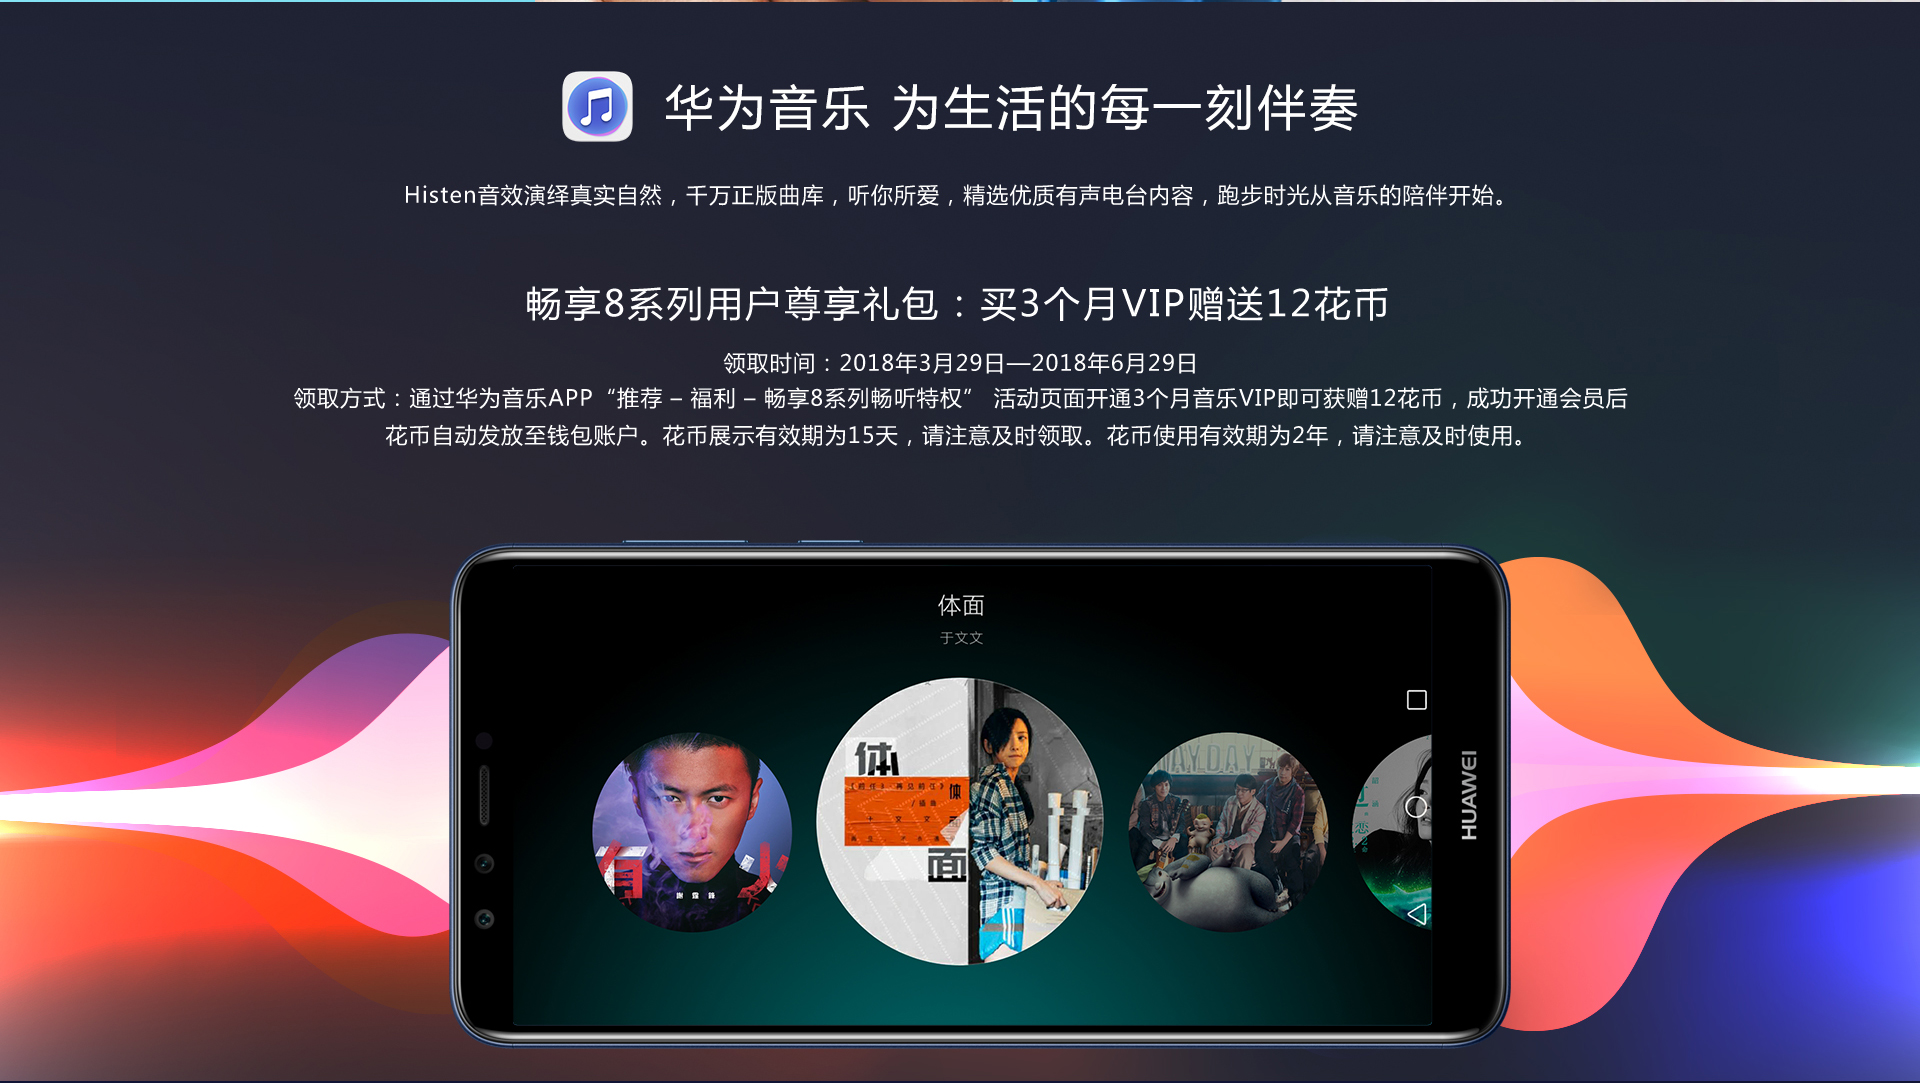 华为音乐 为生活的每一刻伴奏
Histen音效演绎真实自然，千万正版曲库，听你所爱，精选优质有声电台内容，跑步时光从音乐的陪伴开始。
畅享8系列用户尊享礼包：买3个月VIP赠送12花币
领取时间：2018年3月29日—2018年6月29日
领取方式：通过华为音乐APP“推荐 – 福利 – 畅享8系列畅听特权” 活动页面开通3个月音乐VIP即可获赠12花币，成功开通会员后
花币自动发放至钱包账户。花币展示有效期为15天，请注意及时领取。花币使用有效期为2年，请注意及时使用。
体面
于文文
体
面
有
謝霆鋒
HUAWEI